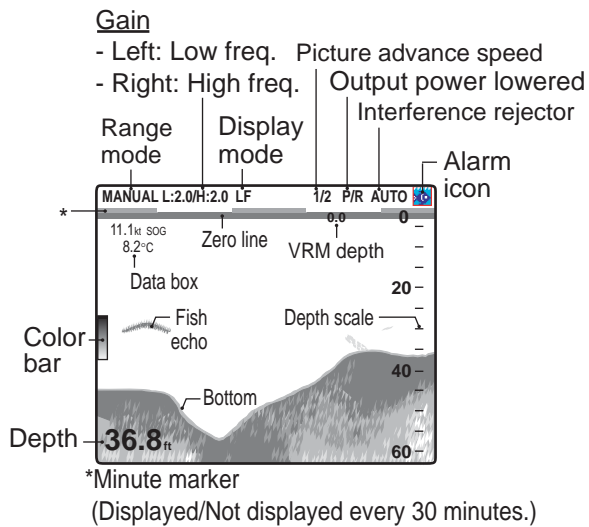 Gain
- Left: Low freq.
- Right: High freq.
Picture advance speed
Output power lowered
Interference rejector
Range
mode
Display
mode
Alarm
icon
MANUAL L:2.0/H:2.0 LF 1/2 P/R AUTO
*
0.0
0
11.1kt SOG
8.2°C
Zero line
VRM depth
Data box
20
Fish
echo
Depth scale
Color
bar
40
Bottom
Depth
36.8ft
60
*Minute marker
(Displayed/Not displayed every 30 minutes.)